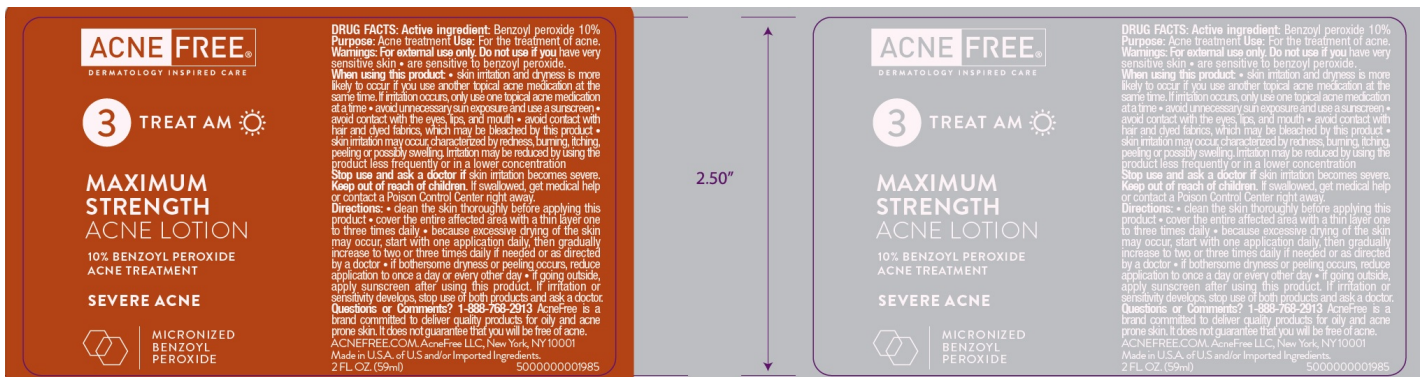 ACNE FREE®
DERMATOLOGY INSPIRED CARE
3 TREAT AM
MAXIMUM
STRENGTH
ACNE LOTION
10% BENZOYL PEROXIDE
ACNE TREATMENT
SEVERE ACNE
MICRONIZED
BENZOYL
PEROXIDE
DRUG FACTS: Active ingredient: Benzoyl peroxide 10%
Purpose: Acne treatment Use: For the treatment of acne.
Warnings: For external use only. Do not use if you have very
sensitive skin • are sensitive to benzoyl peroxide.
When using this product: • skin irritation and dryness is more
likely to occur if you use another topical acne medication at the
same time. If irritation occurs, only use one topical acne medication
at a time • avoid unnecessary sun exposure and use a sunscreen •
avoid contact with the eyes, lips, and mouth • avoid contact with
hair and dyed fabrics, which may be bleached by this product •
skin irritation may occur, characterized by redness, burning, itching,
peeling or possibly swelling. Irritation may be reduced by using the
product less frequently or in a lower concentration
Stop use and ask a doctor if skin irritation becomes severe.
Keep out of reach of children. If swallowed, get medical help
or contact a Poison Control Center right away.
Directions: • clean the skin thoroughly before applying this
product • cover the entire affected area with a thin layer one
to three times daily • because excessive drying of the skin
may occur, start with one application daily, then gradually
increase to two or three times daily if needed or as directed
by a doctor • if bothersome dryness or peeling occurs, reduce
application to once a day or every other day • if going outside,
apply sunscreen after using this product. If irritation or
sensitivity develops, stop use of both products and ask a doctor.
Questions or Comments? 1-888-768-2913 AcneFree is a
brand committed to deliver quality products for oily and acne
prone skin. It does not guarantee that you will be free of acne.
ACNEFREE.COM. AcneFree LLC, New York, NY 10001
Made in U.S.A. of U.S and/or Imported Ingredients.
2 FL. OZ. (59ml) 5000000001985
2.50"
ACNE FREE®
DERMATOLOGY INSPIRED CARE
3 TREAT AM
MAXIMUM
STRENGTH
ACNE LOTION
10% BENZOYL PEROXIDE
ACNE TREATMENT
SEVERE ACNE
MICRONIZED
BENZOYL
PEROXIDE
DRUG FACTS: Active ingredient: Benzoyl peroxide 10%
Purpose: Acne treatment Use: For the treatment of acne.
Warnings: For external use only. Do not use if you have very
sensitive skin • are sensitive to benzoyl peroxide.
When using this product: • skin irritation and dryness is more
likely to occur if you use another topical acne medication at the
same time. If irritation occurs, only use one topical acne medication
at a time • avoid unnecessary sun exposure and use a sunscreen •
avoid contact with the eyes, lips, and mouth • avoid contact with
hair and dyed fabrics, which may be bleached by this product •
skin irritation may occur, characterized by redness, burning, itching,
peeling or possibly swelling. Irritation may be reduced by using the
product less frequently or in a lower concentration
Stop use and ask a doctor if skin irritation becomes severe.
Keep out of reach of children. If swallowed, get medical help
or contact a Poison Control Center right away.
Directions: • clean the skin thoroughly before applying this
product • cover the entire affected area with a thin layer one
to three times daily • because excessive drying of the skin
may occur, start with one application daily, then gradually
increase to two or three times daily if needed or as directed
by a doctor • if bothersome dryness or peeling occurs, reduce
application to once a day or every other day • if going outside,
apply sunscreen after using this product. If irritation or
sensitivity develops, stop use of both products and ask a doctor.
Questions or Comments? 1-888-768-2913 AcneFree is a
brand committed to deliver quality products for oily and acne
prone skin. It does not guarantee that you will be free of acne.
ACNEFREE.COM. AcneFree LLC, New York, NY 10001
Made in U.S.A. of U.S and/or Imported Ingredients.
2 FL. OZ. (59ml) 5000000001985